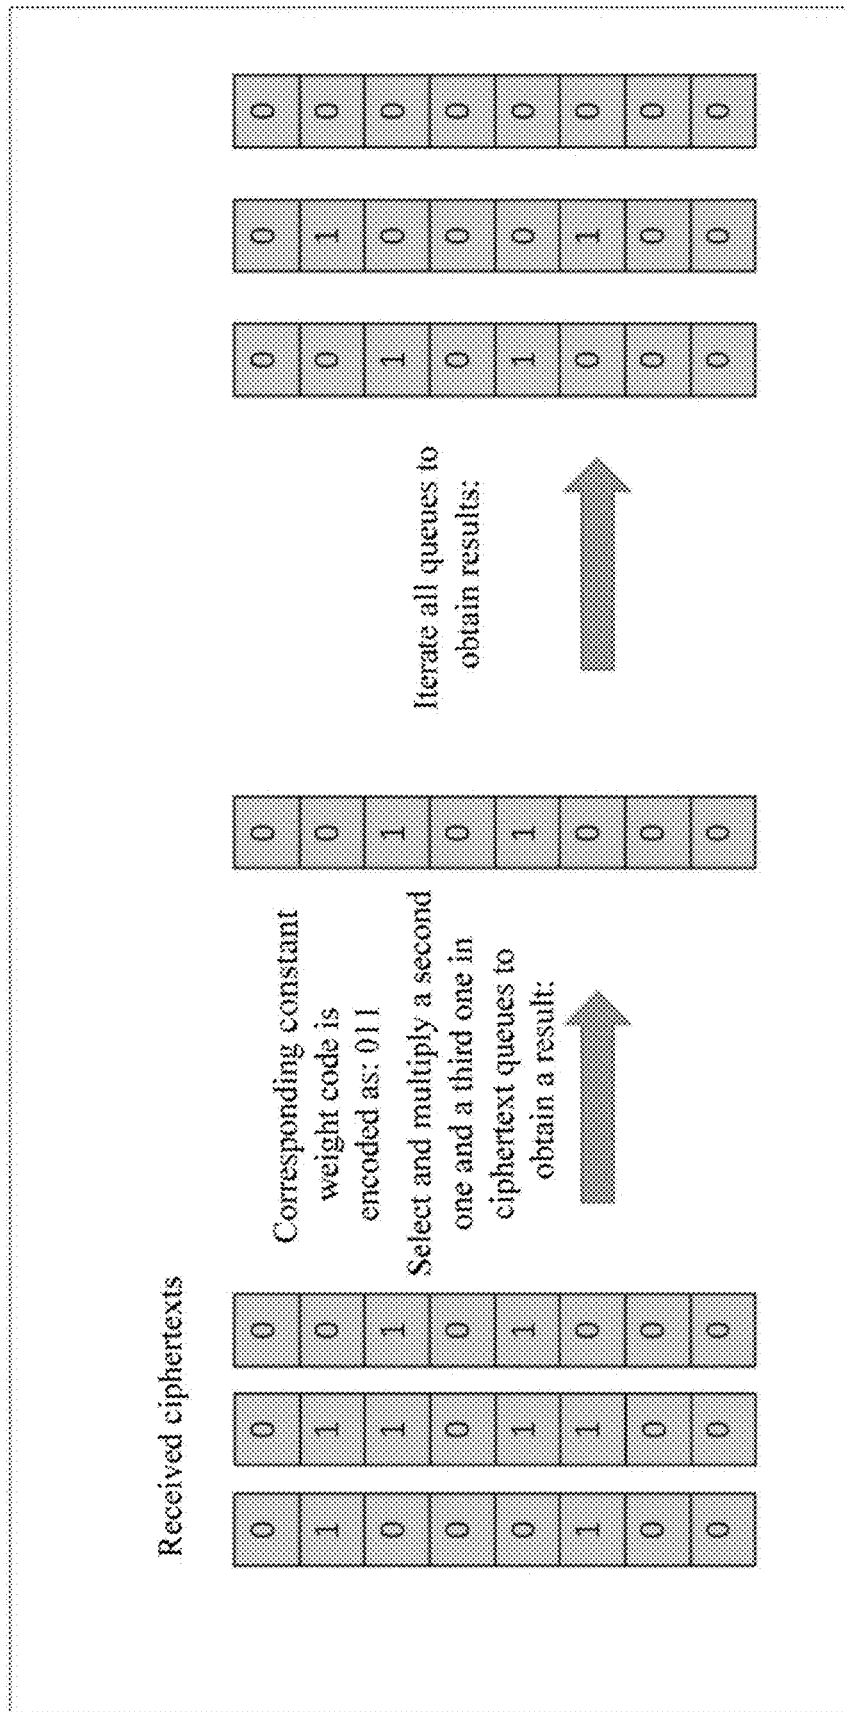 Received ciphertexts
0 0 0
1 1 0
0 1 1
0 0 0
0 1 1
1 1 0
0 0 0
0 0 0
Corresponding constant
weight code is
encoded as: 011
Select and multiply a second
one and a third one in
ciphertext queues to
obtain a result:
0
0
1
0
1
0
0
0
Iterate all queues to
obtain results:
0 0 0
0 1 0
1 0 0
0 0 0
1 0 0
0 1 0
0 0 0
0 0 0